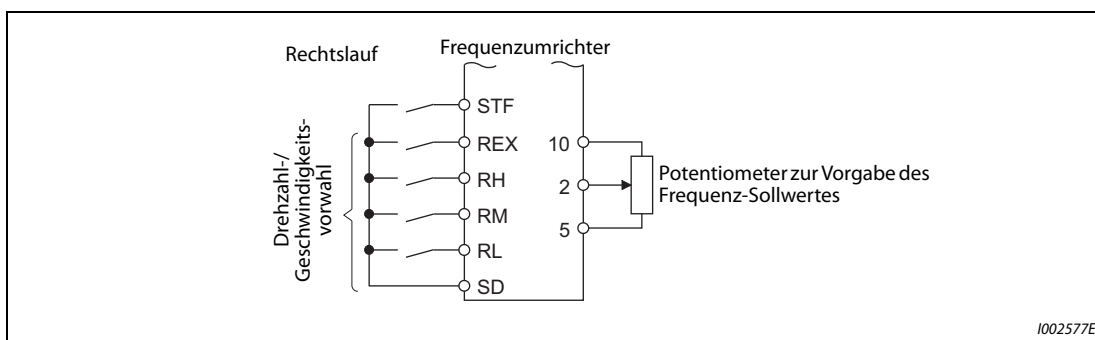 Rechtslauf
Frequenzumrichter
STF
REX
RH
RM
RL
SD
Drehzahl-/
Geschwindigkeits-
vorwahl
10
2
5
Potentiometer zur Vorgabe des
Frequenz-Sollwertes
I002577E